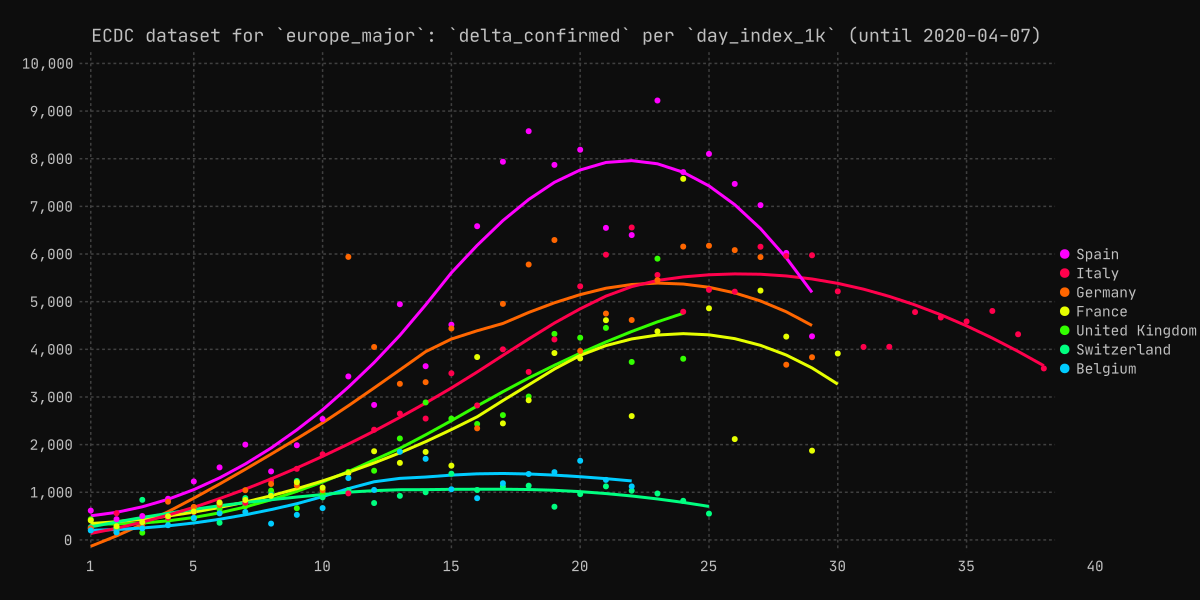 ECDC dataset for `europe_major`: `delta_confirmed` per `day_index_1k` (until 2020-04-07)
10,000
9,000
8,000
7,000
6,000
5,000
4,000
3,000
2,000
1,000
0
1 5 10 15 20 25 30 35 40
Spain
Italy
Germany
France
United Kingdom
Switzerland
Belgium